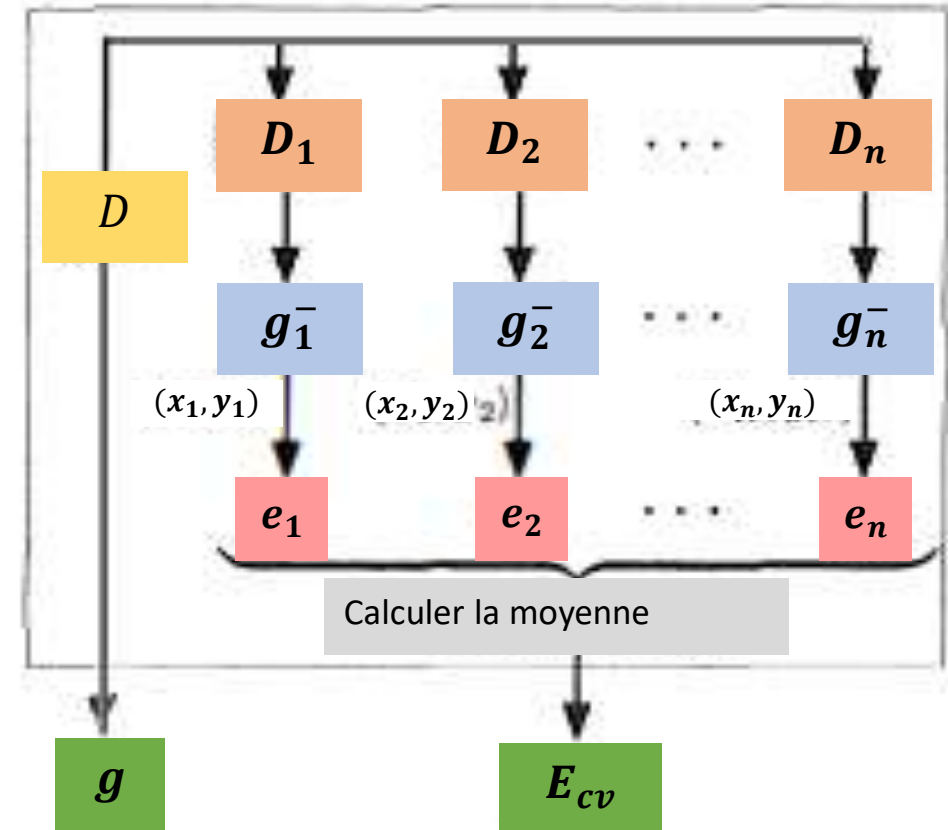 D₁ D₂ · · · Dₙ
D
g₁⁻ g₂⁻ · · · gₙ⁻
(x₁, y₁) (x₂, y₂) (xₙ, yₙ)
e₁ e₂ · · · eₙ
Calculer la moyenne
g E_cv